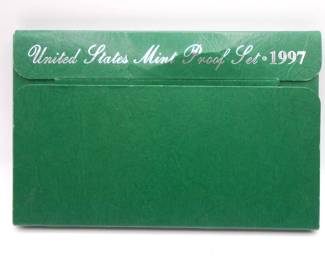 United States Mint Proof Set • 1997